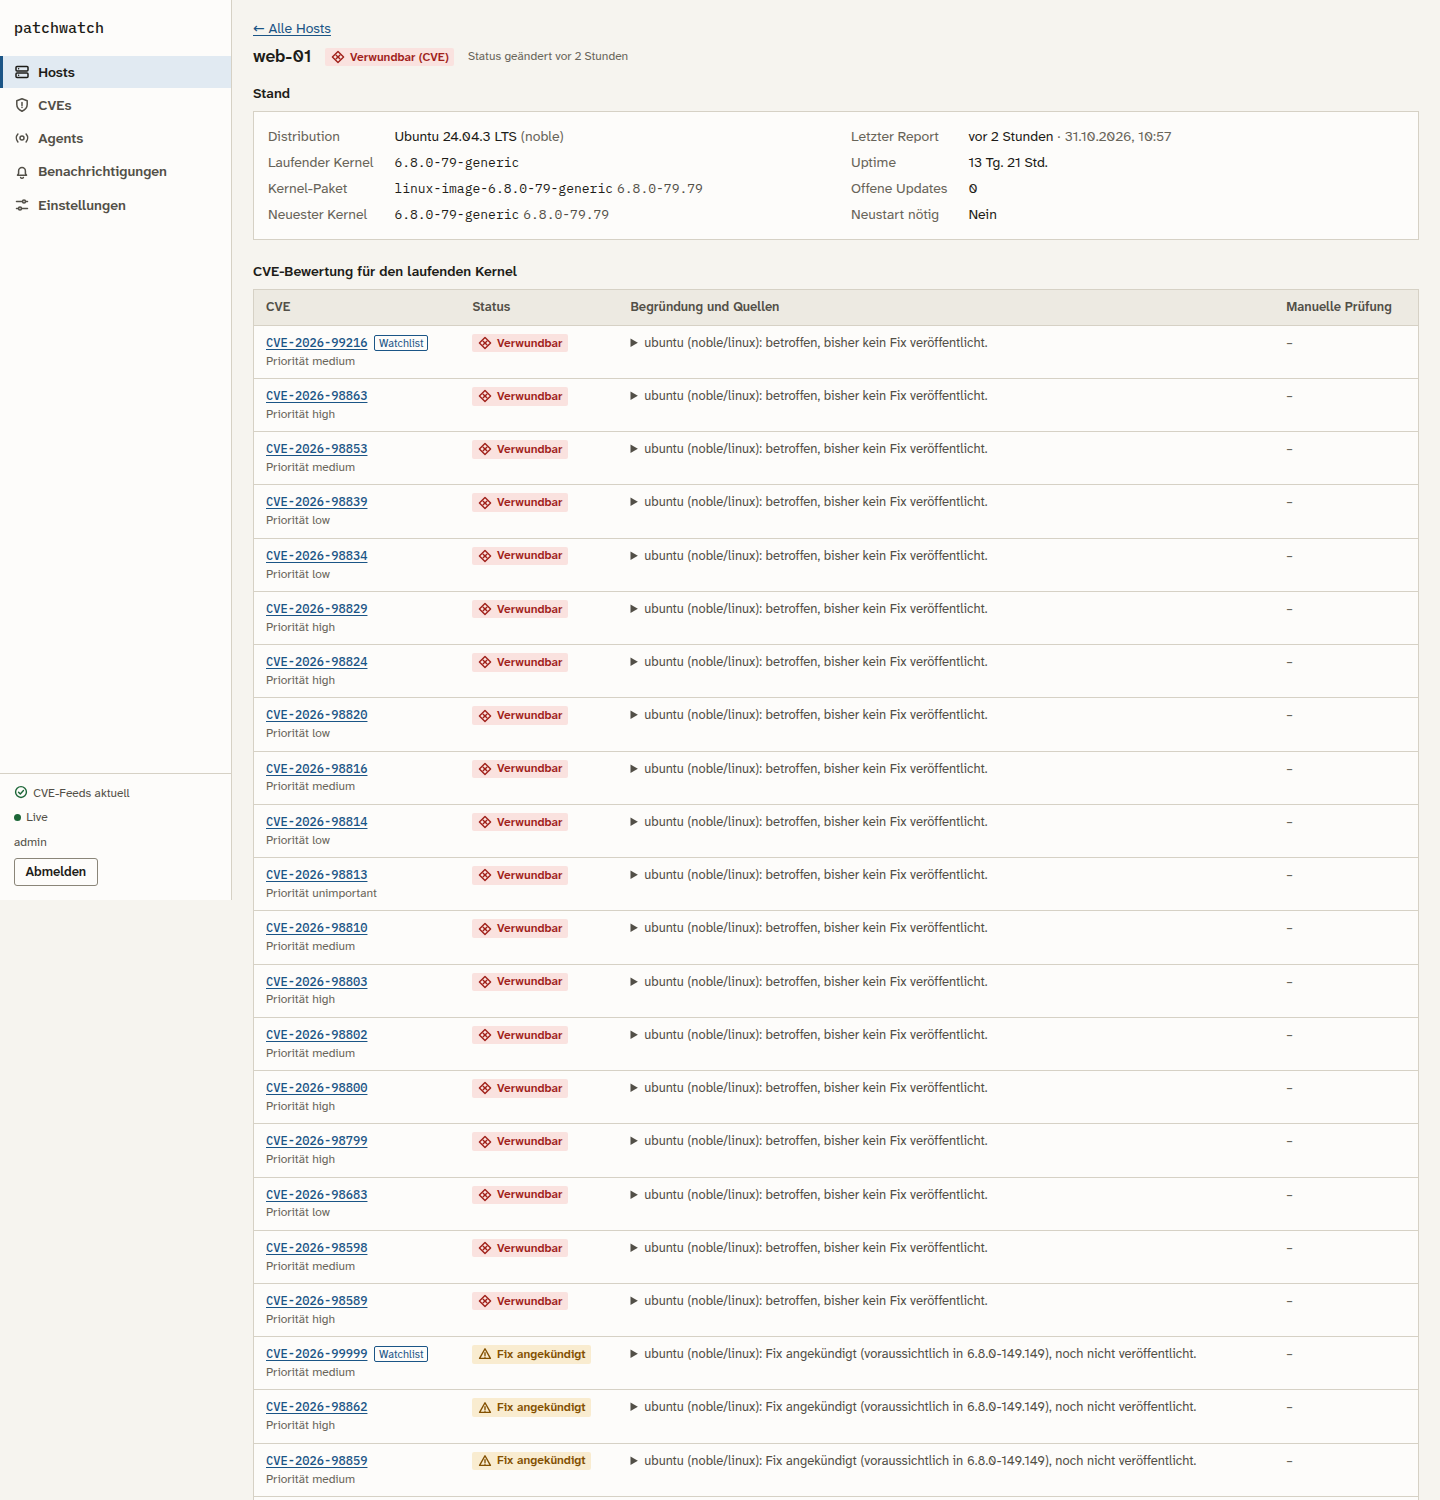 patchwatch
Hosts
CVEs
Agents
Benachrichtigungen
Einstellungen
CVE-Feeds aktuell
Live
admin
Abmelden
← Alle Hosts
web-01 Verwundbar (CVE) Status geändert vor 2 Stunden
Stand
Distribution Ubuntu 24.04.3 LTS (noble)
Laufender Kernel 6.8.0-79-generic
Kernel-Paket linux-image-6.8.0-79-generic 6.8.0-79.79
Neuester Kernel 6.8.0-79-generic 6.8.0-79.79
Letzter Report vor 2 Stunden · 31.10.2026, 10:57
Uptime 13 Tg. 21 Std.
Offene Updates 0
Neustart nötig Nein
CVE-Bewertung für den laufenden Kernel
CVE Status Begründung und Quellen Manuelle Prüfung
CVE-2026-99216 Watchlist Verwundbar ▶ ubuntu (noble/linux): betroffen, bisher kein Fix veröffentlicht. –
Priorität medium
CVE-2026-98863 Verwundbar ▶ ubuntu (noble/linux): betroffen, bisher kein Fix veröffentlicht. –
Priorität high
CVE-2026-98853 Verwundbar ▶ ubuntu (noble/linux): betroffen, bisher kein Fix veröffentlicht. –
Priorität medium
CVE-2026-98839 Verwundbar ▶ ubuntu (noble/linux): betroffen, bisher kein Fix veröffentlicht. –
Priorität low
CVE-2026-98834 Verwundbar ▶ ubuntu (noble/linux): betroffen, bisher kein Fix veröffentlicht. –
Priorität low
CVE-2026-98829 Verwundbar ▶ ubuntu (noble/linux): betroffen, bisher kein Fix veröffentlicht. –
Priorität high
CVE-2026-98824 Verwundbar ▶ ubuntu (noble/linux): betroffen, bisher kein Fix veröffentlicht. –
Priorität high
CVE-2026-98820 Verwundbar ▶ ubuntu (noble/linux): betroffen, bisher kein Fix veröffentlicht. –
Priorität low
CVE-2026-98816 Verwundbar ▶ ubuntu (noble/linux): betroffen, bisher kein Fix veröffentlicht. –
Priorität medium
CVE-2026-98814 Verwundbar ▶ ubuntu (noble/linux): betroffen, bisher kein Fix veröffentlicht. –
Priorität low
CVE-2026-98813 Verwundbar ▶ ubuntu (noble/linux): betroffen, bisher kein Fix veröffentlicht. –
Priorität unimportant
CVE-2026-98810 Verwundbar ▶ ubuntu (noble/linux): betroffen, bisher kein Fix veröffentlicht. –
Priorität medium
CVE-2026-98803 Verwundbar ▶ ubuntu (noble/linux): betroffen, bisher kein Fix veröffentlicht. –
Priorität high
CVE-2026-98802 Verwundbar ▶ ubuntu (noble/linux): betroffen, bisher kein Fix veröffentlicht. –
Priorität medium
CVE-2026-98800 Verwundbar ▶ ubuntu (noble/linux): betroffen, bisher kein Fix veröffentlicht. –
Priorität high
CVE-2026-98799 Verwundbar ▶ ubuntu (noble/linux): betroffen, bisher kein Fix veröffentlicht. –
Priorität high
CVE-2026-98683 Verwundbar ▶ ubuntu (noble/linux): betroffen, bisher kein Fix veröffentlicht. –
Priorität low
CVE-2026-98598 Verwundbar ▶ ubuntu (noble/linux): betroffen, bisher kein Fix veröffentlicht. –
Priorität medium
CVE-2026-98589 Verwundbar ▶ ubuntu (noble/linux): betroffen, bisher kein Fix veröffentlicht. –
Priorität high
CVE-2026-99999 Watchlist Fix angekündigt ▶ ubuntu (noble/linux): Fix angekündigt (voraussichtlich in 6.8.0-149.149), noch nicht veröffentlicht. –
Priorität medium
CVE-2026-98862 Fix angekündigt ▶ ubuntu (noble/linux): Fix angekündigt (voraussichtlich in 6.8.0-149.149), noch nicht veröffentlicht. –
Priorität high
CVE-2026-98859 Fix angekündigt ▶ ubuntu (noble/linux): Fix angekündigt (voraussichtlich in 6.8.0-149.149), noch nicht veröffentlicht. –
Priorität medium